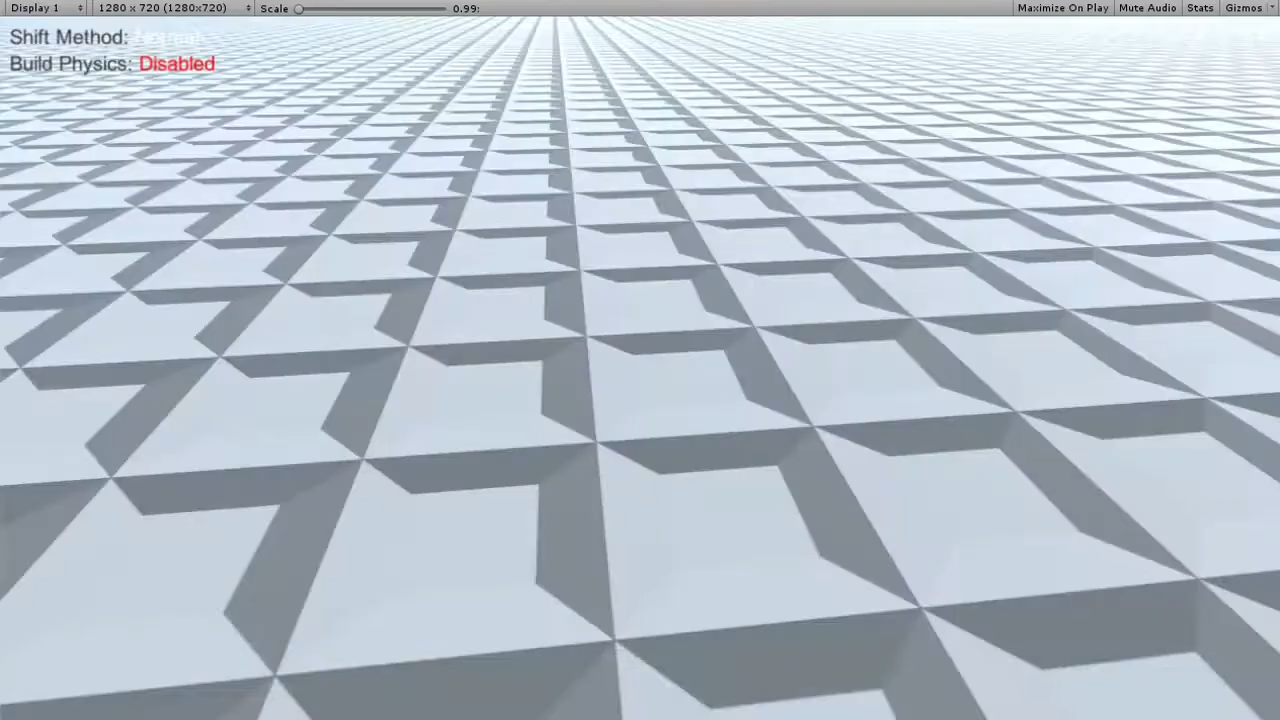 Display 1 1280 x 720 (1280x720) Scale 0.99: Maximize On Play Mute Audio Stats Gizmos
Shift Method: Normal
Build Physics: Disabled